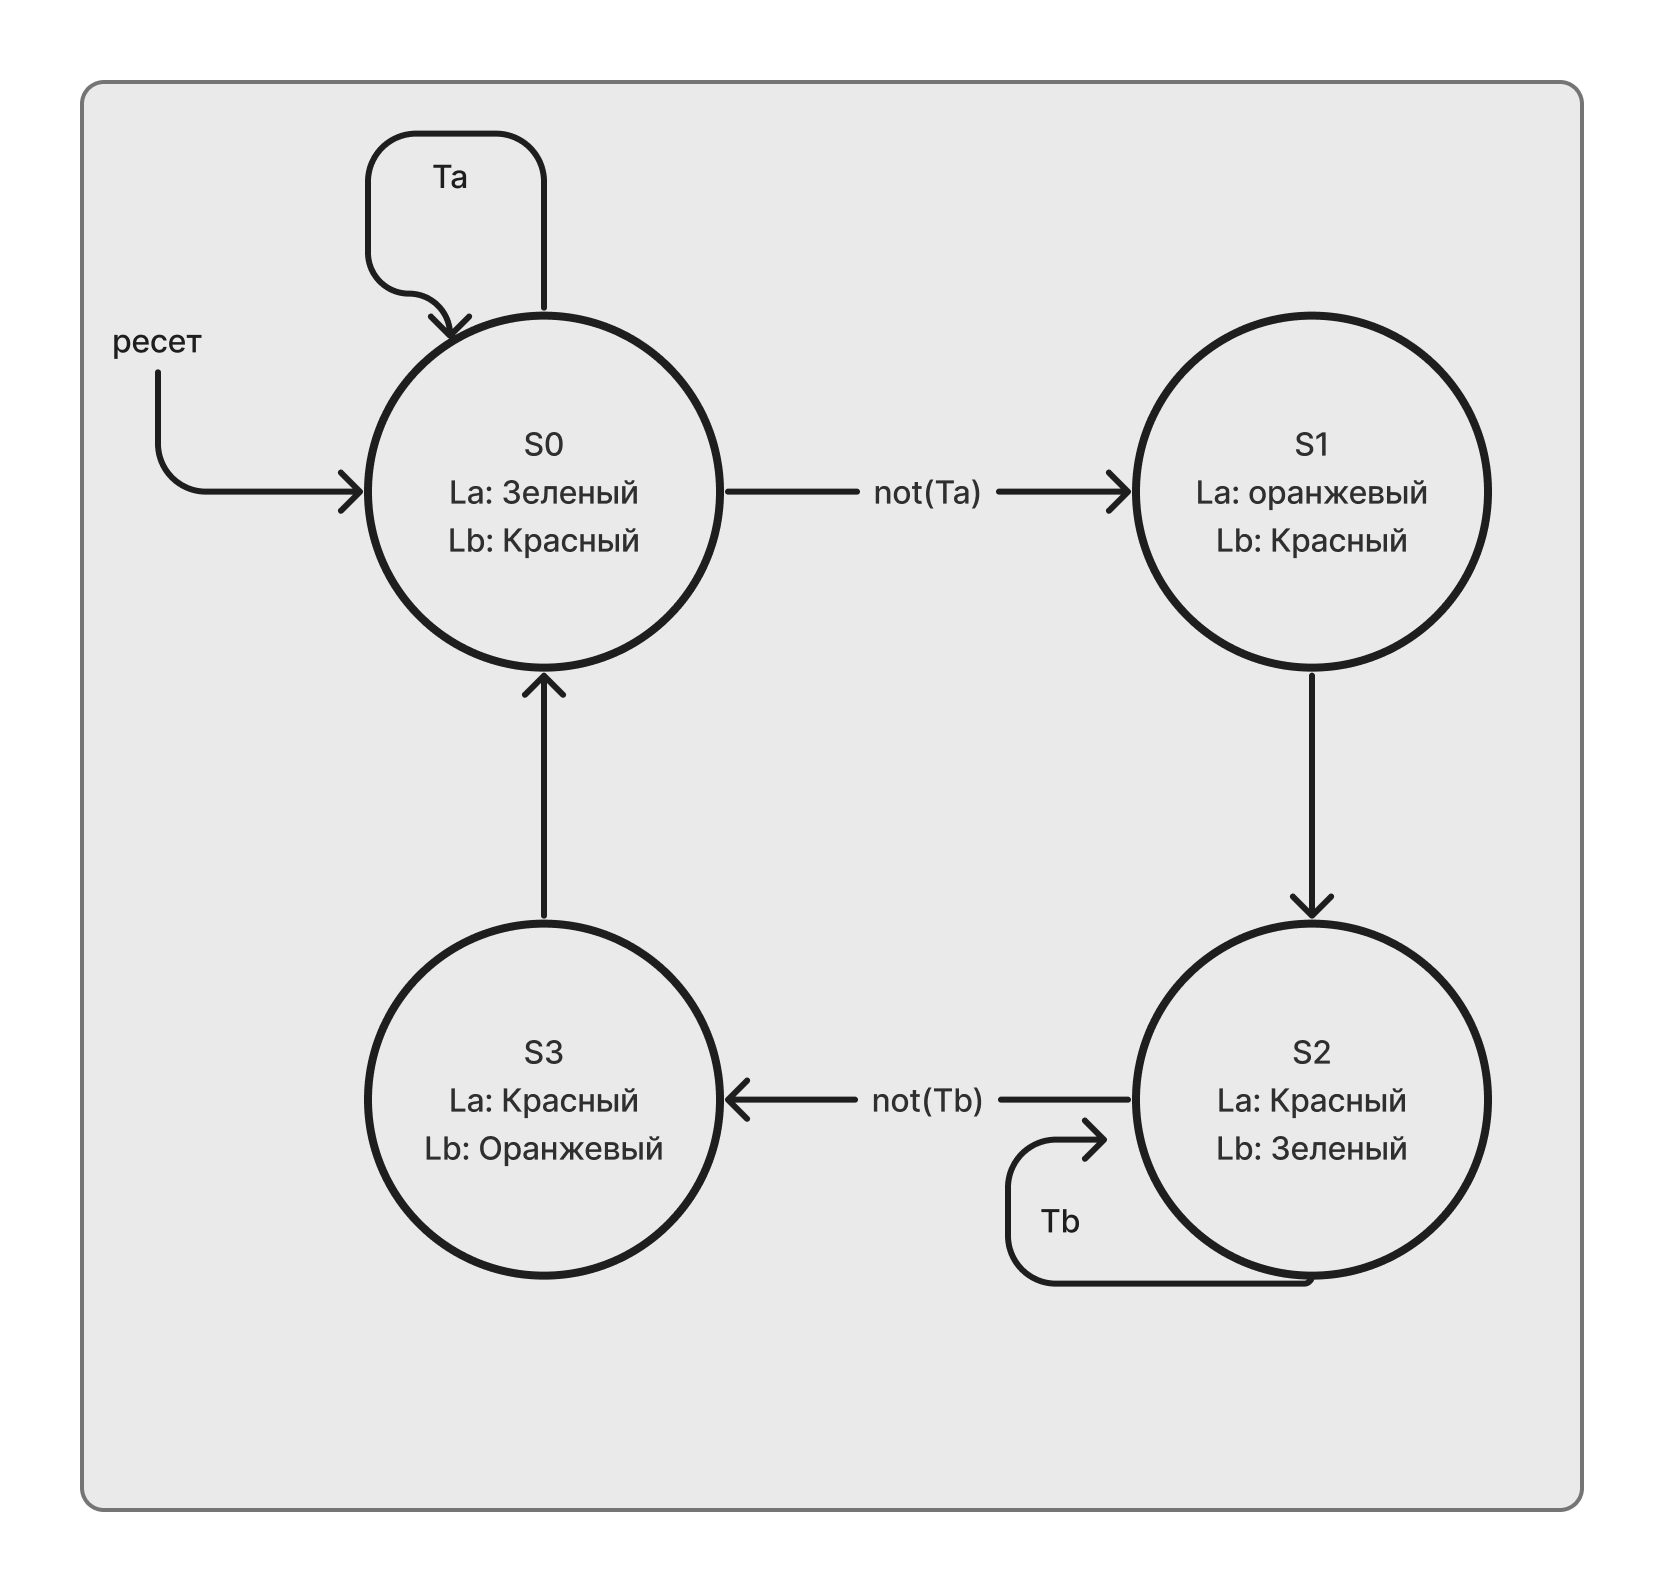 Ta
ресет
S0
La: Зеленый
Lb: Красный
not(Ta)
S1
La: оранжевый
Lb: Красный
S3
La: Красный
Lb: Оранжевый
not(Tb)
S2
La: Красный
Lb: Зеленый
Tb